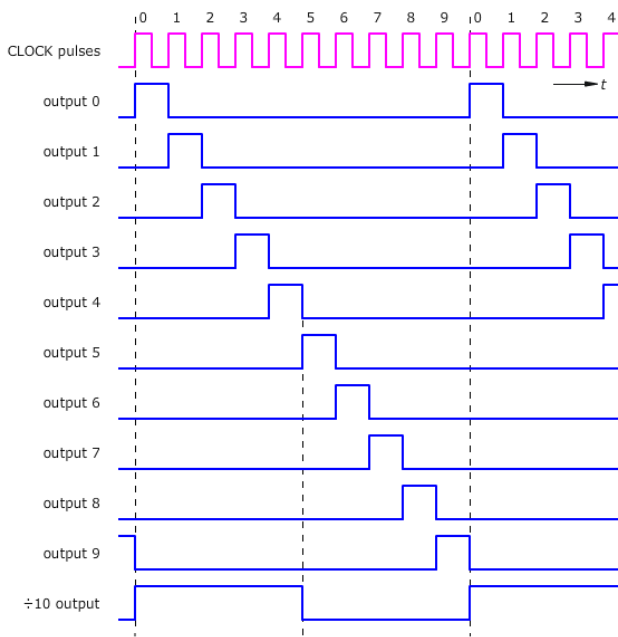 0 1 2 3 4 5 6 7 8 9 0 1 2 3 4
CLOCK pulses
t
output 0
output 1
output 2
output 3
output 4
output 5
output 6
output 7
output 8
output 9
÷10 output